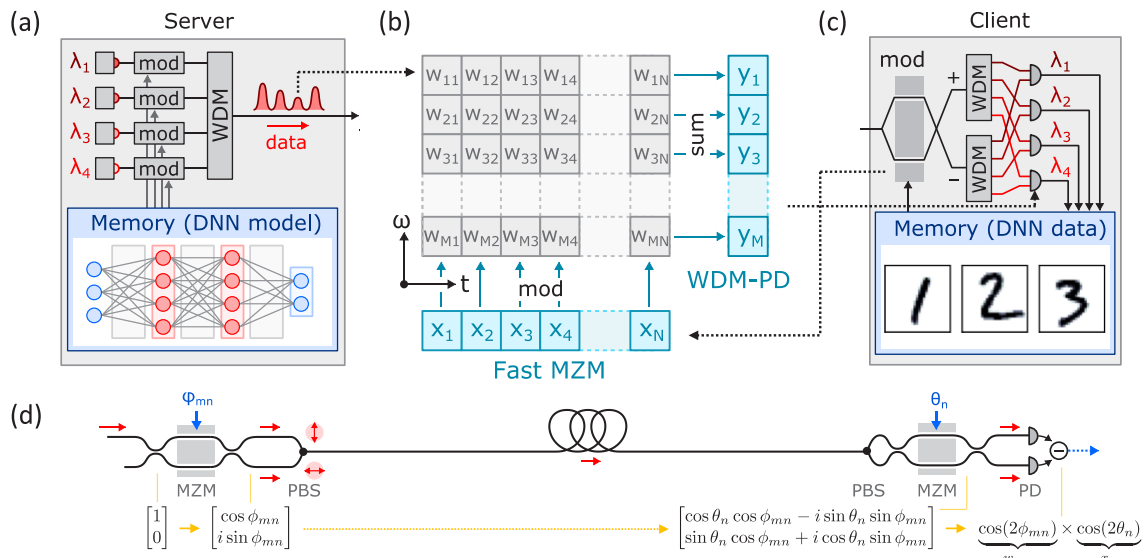 (a)
Server
λ1
mod
λ2
mod
λ3
mod
λ4
mod
WDM
data
Memory (DNN model)
(b)
w11 w12 w13 w14 w1N y1
w21 w22 w23 w24 w2N y2
w31 w32 w33 w34 w3N y3
sum
wM1 wM2 wM3 wM4 wMN yM
ω
t
mod
WDM-PD
x1 x2 x3 x4 xN
Fast MZM
(c)
Client
mod
+
WDM
−
WDM
λ1
λ2
λ3
λ4
Memory (DNN data)
1 2 3
(d)
φmn
θn
MZM
PBS
PBS
MZM
PD
−
[1 0] [cos ϕmn i sin ϕmn] [cos θn cos ϕmn − i sin θn sin ϕmn sin θn cos ϕmn + i cos θn sin ϕmn] cos(2ϕmn) × cos(2θn)